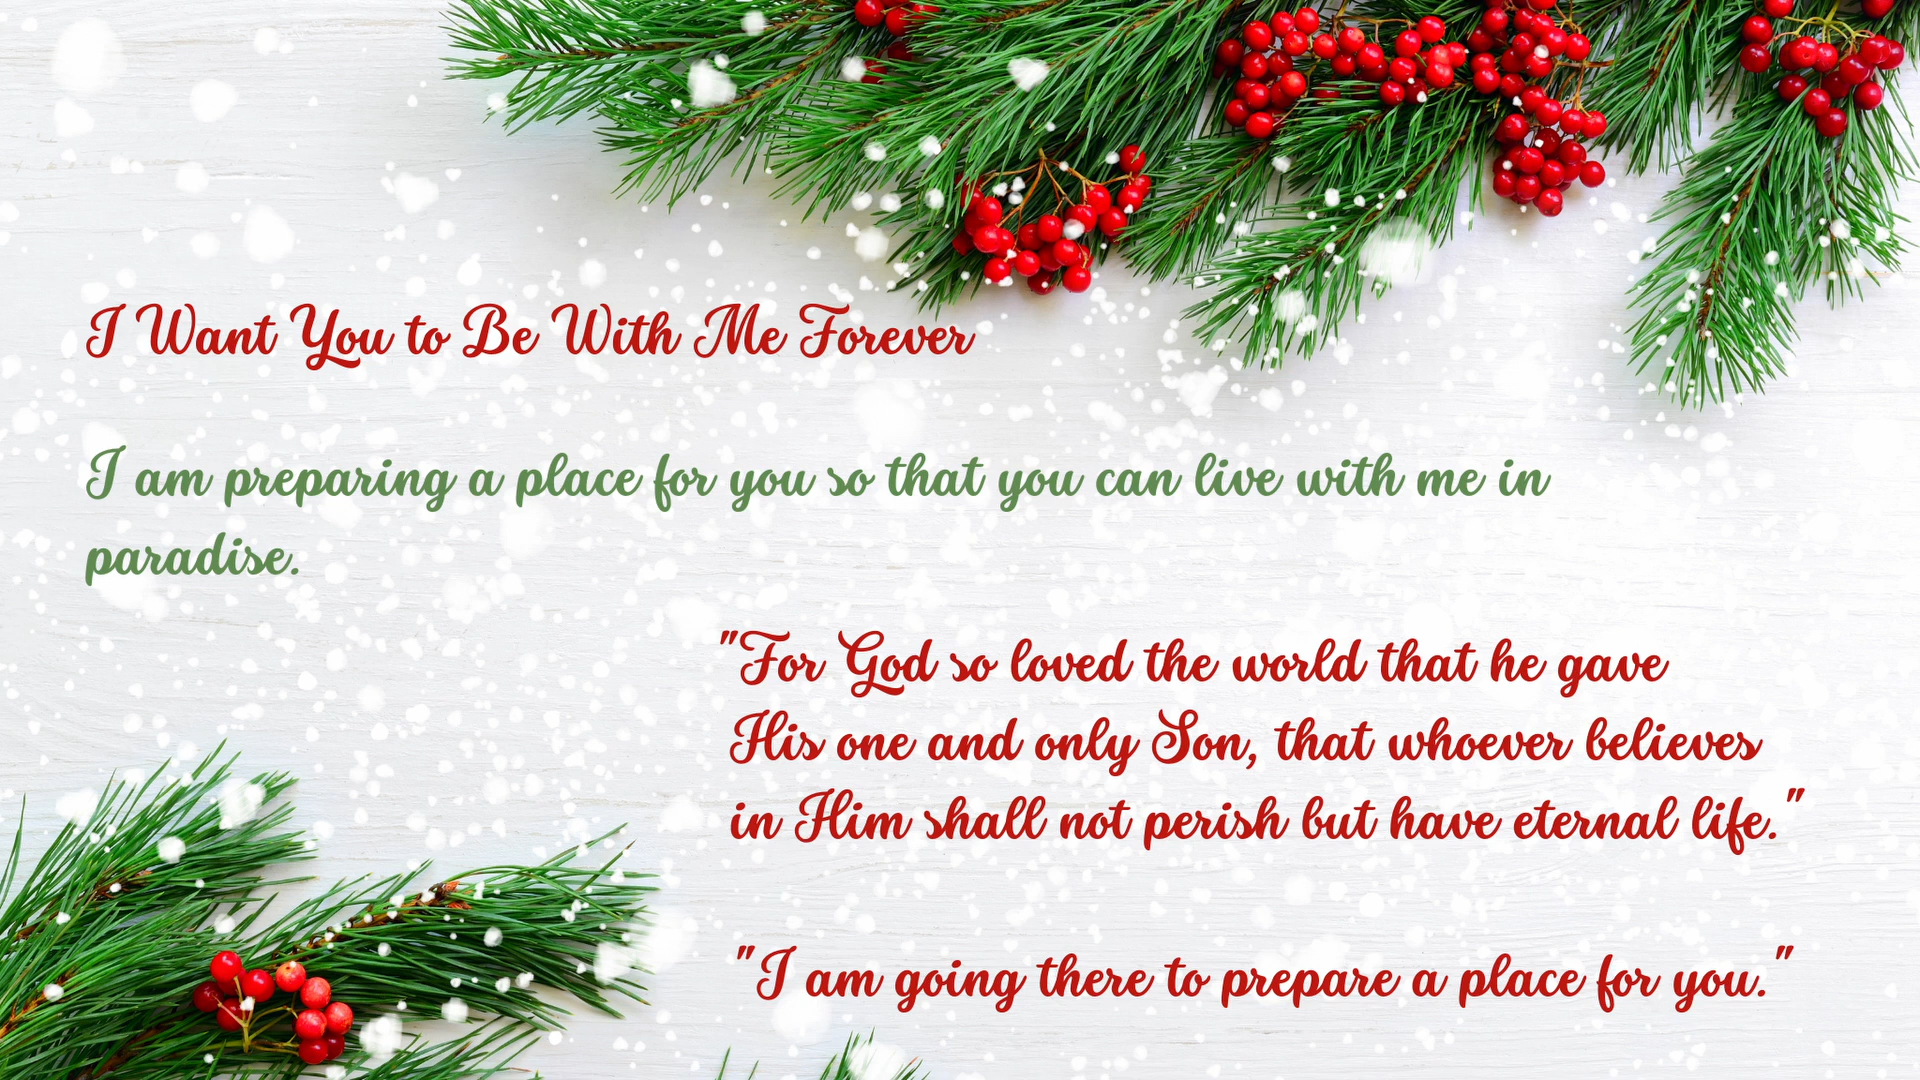 I Want You to Be With Me Forever
I am preparing a place for you so that you can live with me in
paradise.
"For God so loved the world that he gave
His one and only Son, that whoever believes
in Him shall not perish but have eternal life."
"I am going there to prepare a place for you."